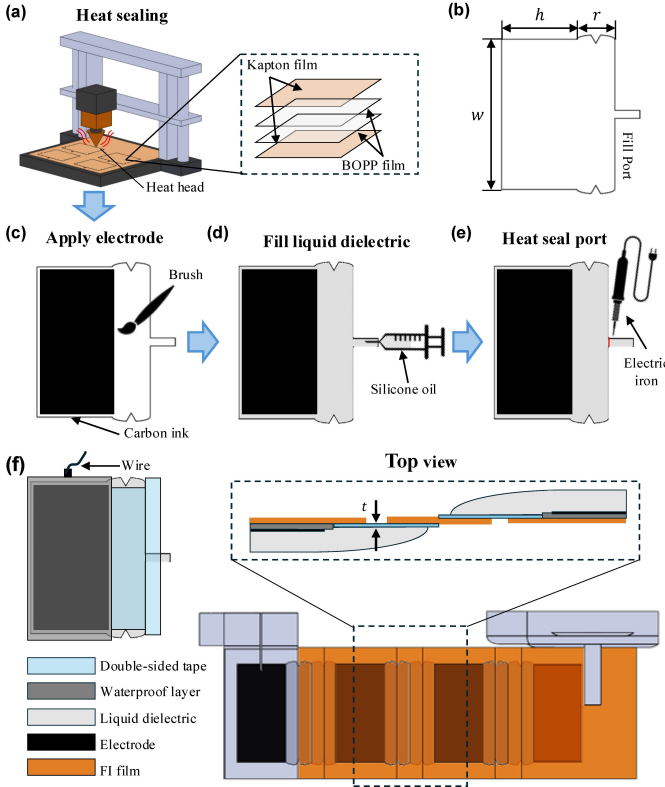 (a)
Heat sealing
Kapton film
BOPP film
Heat head
(b)
h
r
w
Fill Port
(c)
Apply electrode
Brush
Carbon ink
(d)
Fill liquid dielectric
Silicone oil
(e)
Heat seal port
Electric
iron
(f)
Wire
Top view
t
Double-sided tape
Waterproof layer
Liquid dielectric
Electrode
FI film